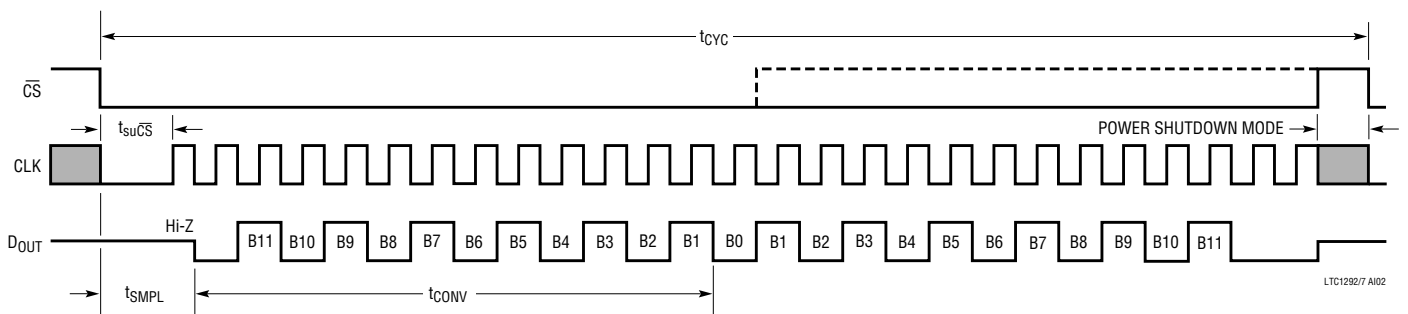 tCYC
CS
tsuCS
POWER SHUTDOWN MODE
CLK
Hi-Z
DOUT
B11 B10 B9 B8 B7 B6 B5 B4 B3 B2 B1 B0 B1 B2 B3 B4 B5 B6 B7 B8 B9 B10 B11
LTC1292/7 AI02
tSMPL
tCONV